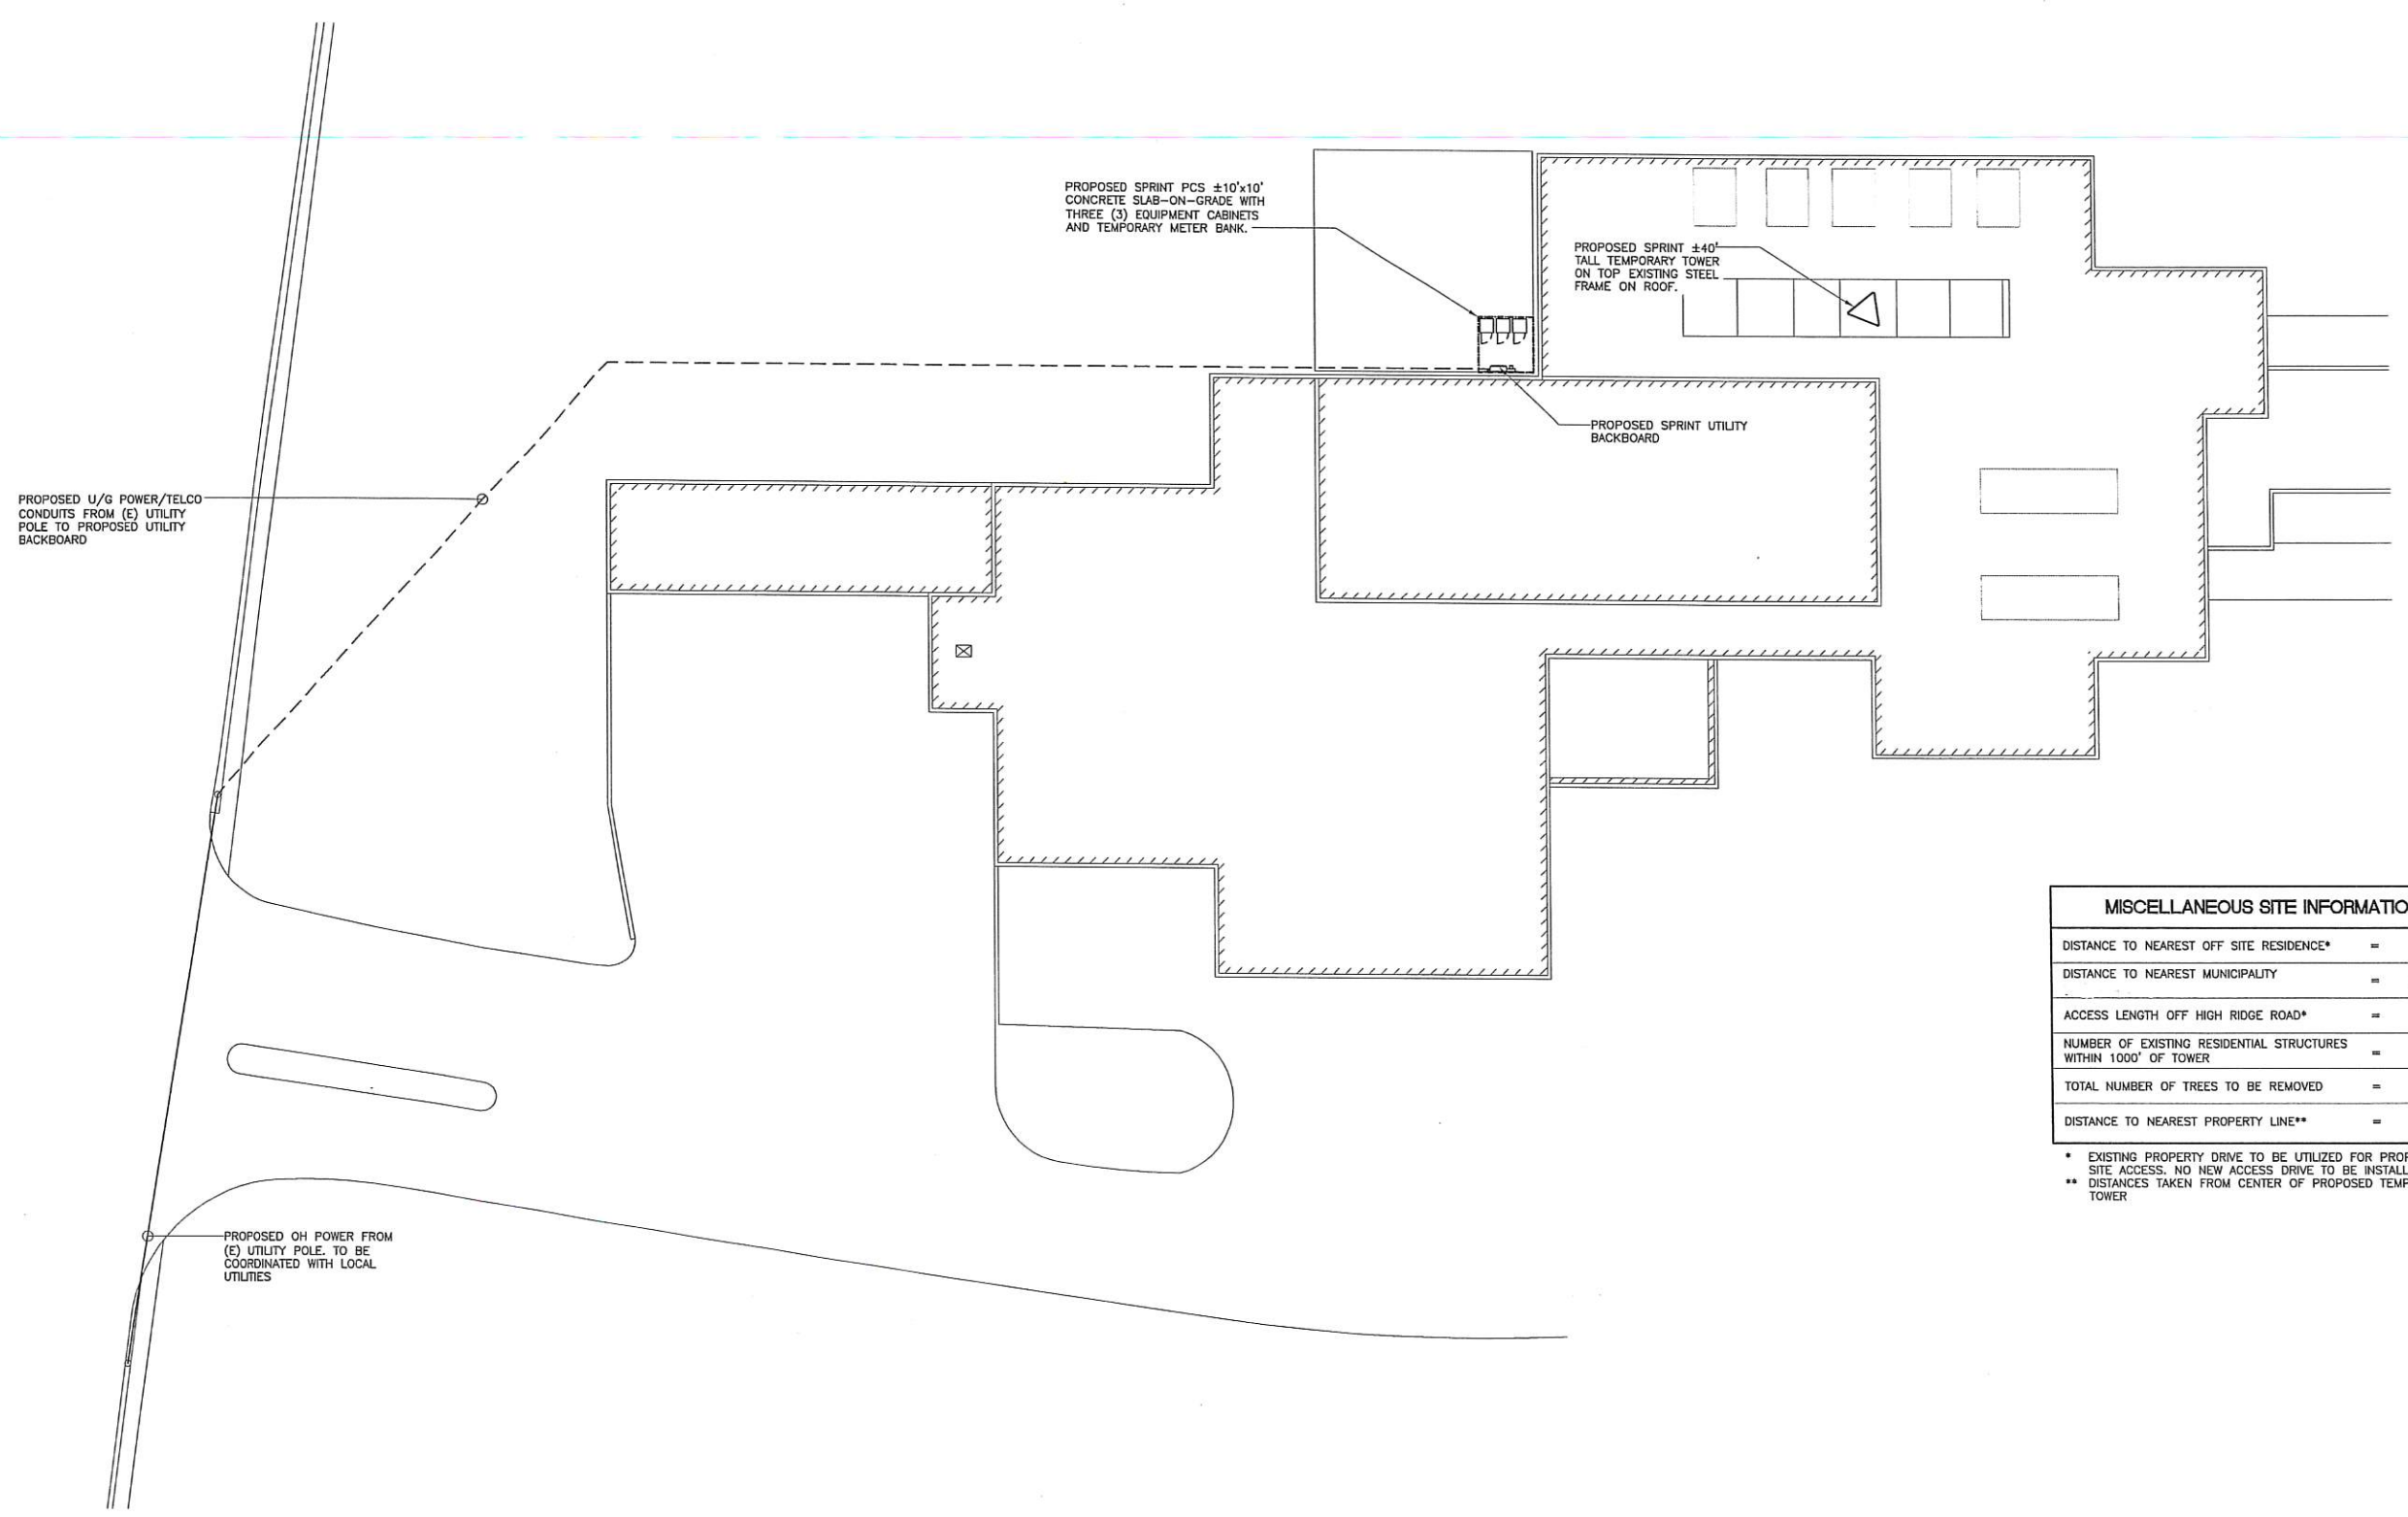 PROPOSED SPRINT PCS ±10'x10'
CONCRETE SLAB-ON-GRADE WITH
THREE (3) EQUIPMENT CABINETS
AND TEMPORARY METER BANK.
PROPOSED SPRINT ±40'
TALL TEMPORARY TOWER
ON TOP EXISTING STEEL
FRAME ON ROOF.
PROPOSED SPRINT UTILITY
BACKBOARD
PROPOSED U/G POWER/TELCO
CONDUITS FROM (E) UTILITY
POLE TO PROPOSED UTILITY
BACKBOARD
MISCELLANEOUS SITE INFORMATIO
DISTANCE TO NEAREST OFF SITE RESIDENCE* =
DISTANCE TO NEAREST MUNICIPALITY =
ACCESS LENGTH OFF HIGH RIDGE ROAD* =
NUMBER OF EXISTING RESIDENTIAL STRUCTURES
WITHIN 1000' OF TOWER =
TOTAL NUMBER OF TREES TO BE REMOVED =
DISTANCE TO NEAREST PROPERTY LINE** =
* EXISTING PROPERTY DRIVE TO BE UTILIZED FOR PROP
SITE ACCESS. NO NEW ACCESS DRIVE TO BE INSTALL
** DISTANCES TAKEN FROM CENTER OF PROPOSED TEMP
TOWER
PROPOSED OH POWER FROM
(E) UTILITY POLE. TO BE
COORDINATED WITH LOCAL
UTILITIES